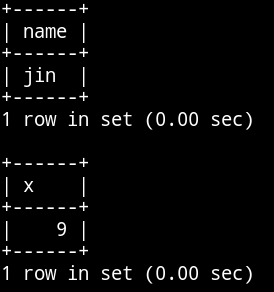 +------+
| name |
+------+
| jin  |
+------+
1 row in set (0.00 sec)

+------+
| x    |
+------+
|    9 |
+------+
1 row in set (0.00 sec)